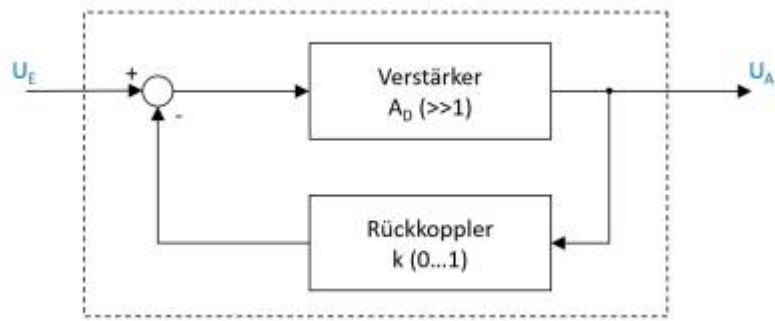 U_E
+
-
Verstärker
A_D (>>1)
U_A
Rückkoppler
k (0...1)